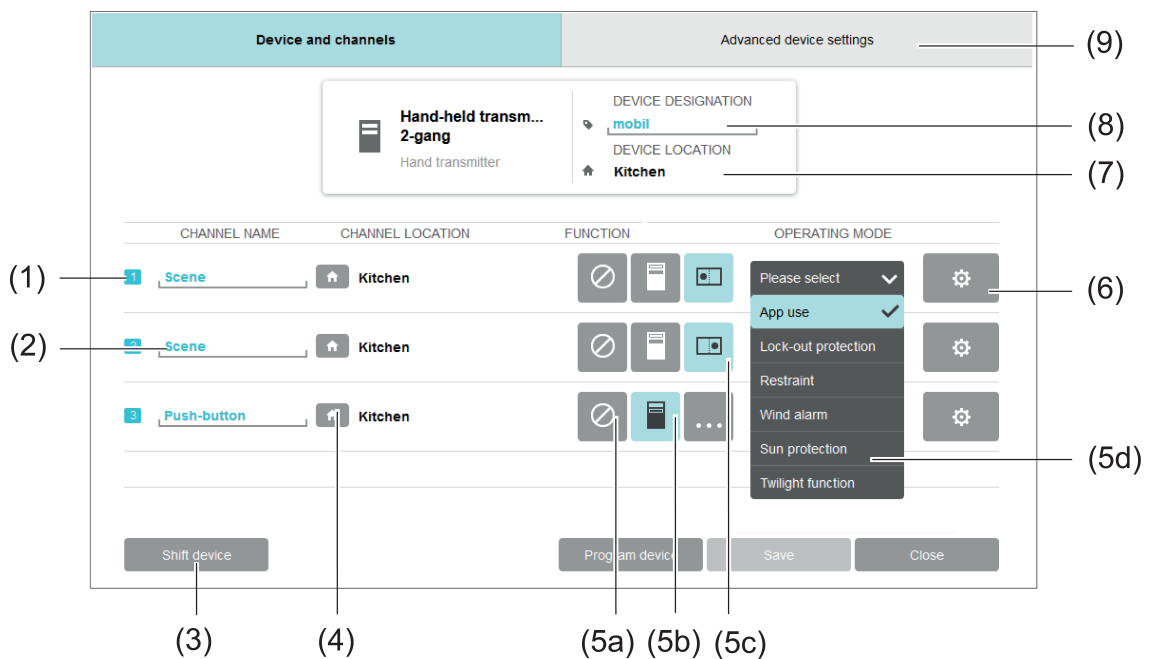 Device and channels
Advanced device settings
(9)
Hand-held transm...
2-gang
Hand transmitter
DEVICE DESIGNATION
mobil
(8)
DEVICE LOCATION
Kitchen
(7)
CHANNEL NAME CHANNEL LOCATION FUNCTION OPERATING MODE
(1) 1 Scene Kitchen Please select (6)
App use
(2) 2 Scene Kitchen Lock-out protection
Restraint
3 Push-button Kitchen ... Wind alarm
Sun protection (5d)
Twilight function
Shift device Program device Save Close
(3) (4) (5a) (5b) (5c)